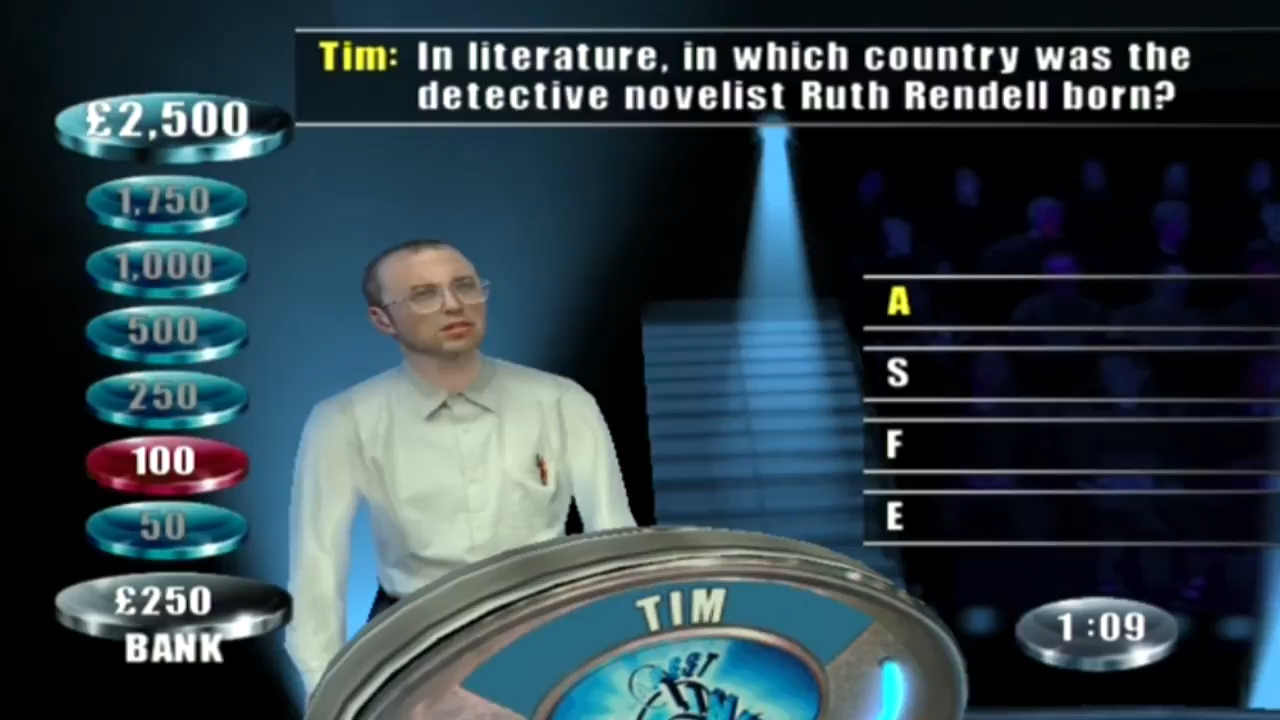 Tim: In literature, in which country was the
detective novelist Ruth Rendell born?
£2,500
1,750
1,000
500
250
100
50
£250
BANK
A
S
F
E
1:09
TIM